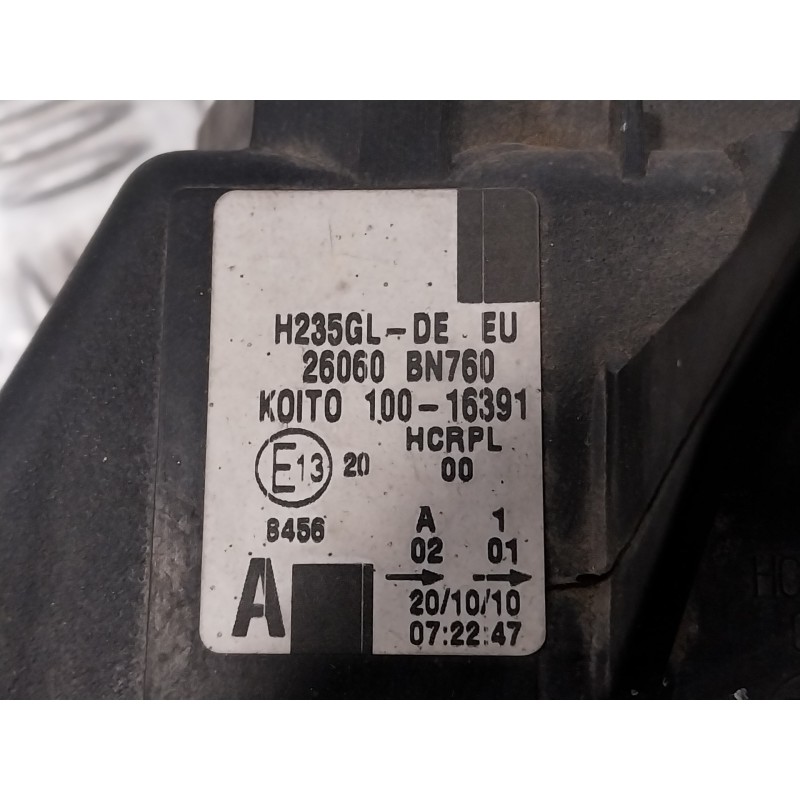 H235GL-DE EU
26060 BN760
KOITO 100-16391
HCRPL
E13 20 00
8456 A 1
02 01
A → →
20/10/10
07:22:47
HC